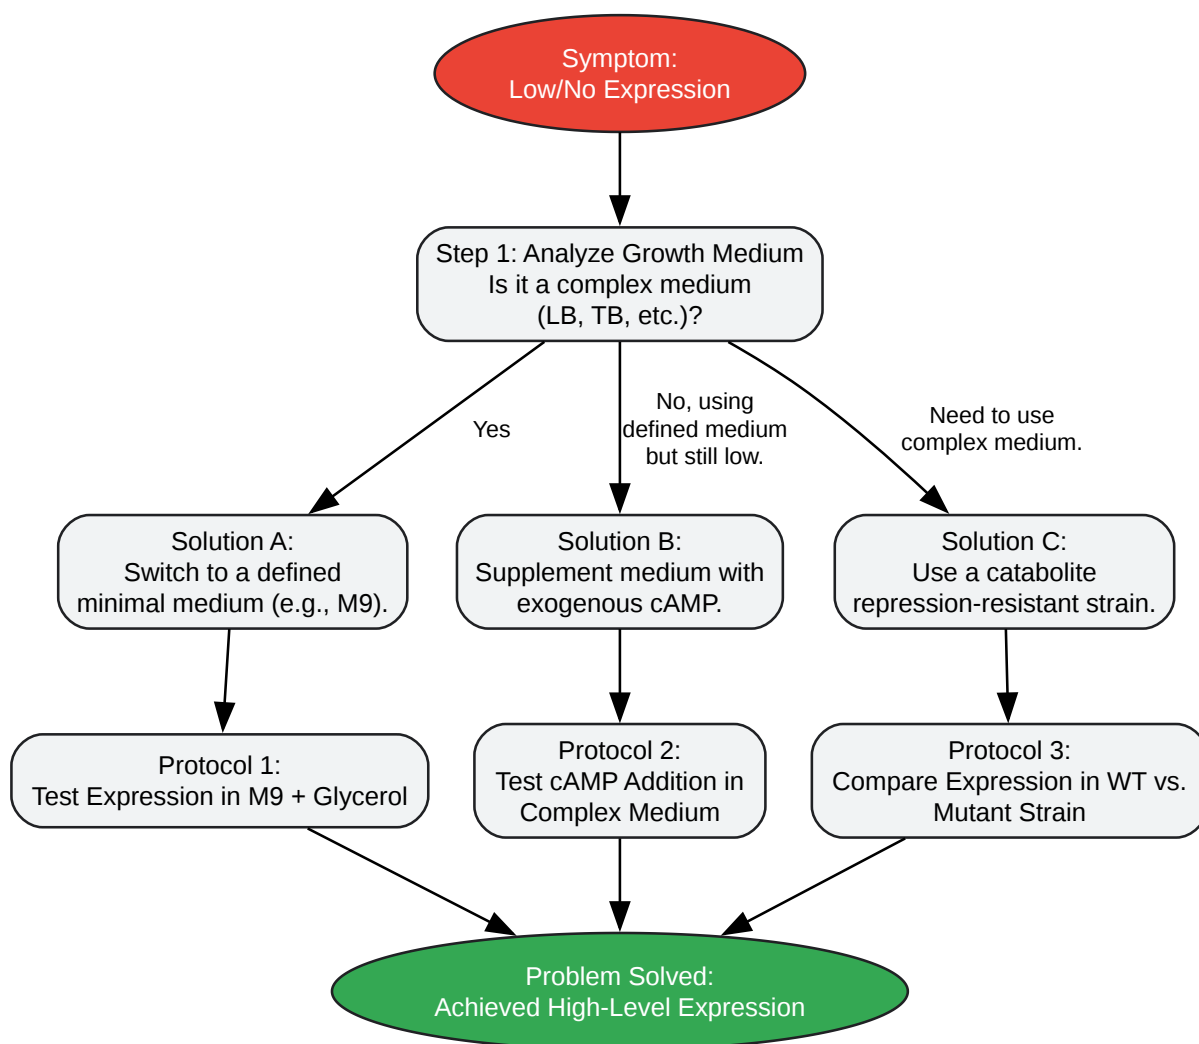 Symptom:
Low/No Expression
Step 1: Analyze Growth Medium
Is it a complex medium
(LB, TB, etc.)?
Yes
No, using
defined medium
but still low.
Need to use
complex medium.
Solution A:
Switch to a defined
minimal medium (e.g., M9).
Solution B:
Supplement medium with
exogenous cAMP.
Solution C:
Use a catabolite
repression-resistant strain.
Protocol 1:
Test Expression in M9 + Glycerol
Protocol 2:
Test cAMP Addition in
Complex Medium
Protocol 3:
Compare Expression in WT vs.
Mutant Strain
Problem Solved:
Achieved High-Level Expression